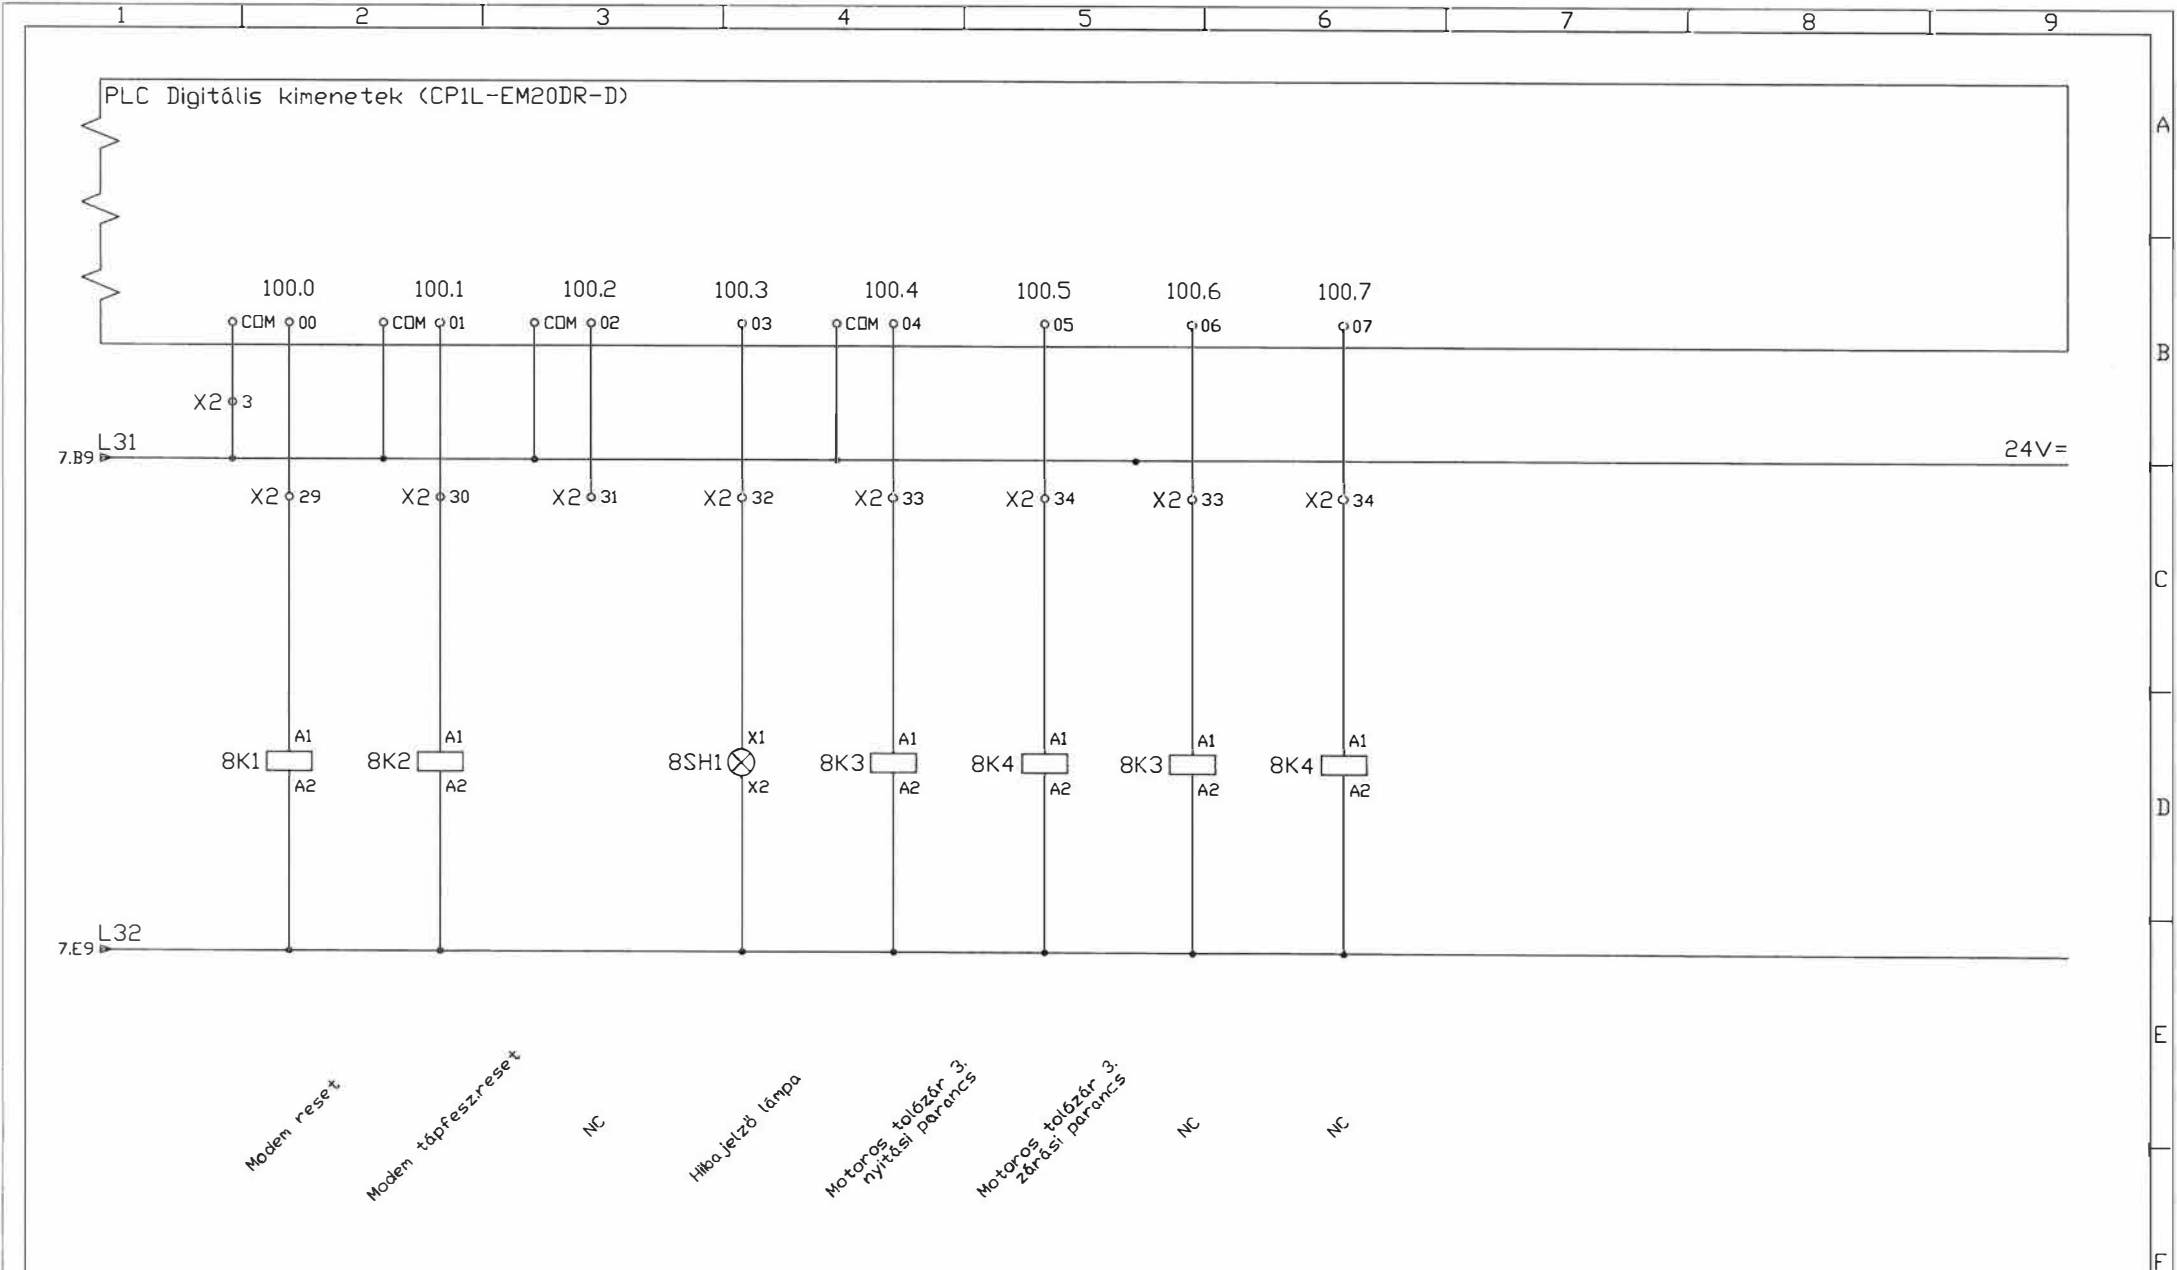 1 2 3 4 5 6 7 8 9
PLC Digitális kimenetek (CP1L-EM20DR-D)
A
100.0 100.1 100.2 100.3 100.4 100.5 100.6 100.7
COM 00 COM 01 COM 02 03 COM 04 05 06 07
B
X2 3
L31
7.B9
24V=
X2 29 X2 30 X2 31 X2 32 X2 33 X2 34 X2 33 X2 34
C
A1 A1 X1 A1 A1 A1 A1
8K1 8K2 8SH1 8K3 8K4 8K3 8K4
A2 A2 X2 A2 A2 A2 A2
D
L32
7.E9
E
Modem reset
Modem tápfesz.reset
NC
Hibajelző lámpa
Motoros tolózár 3.
nyitási parancs
Motoros tolózár 3.
zárási parancs
NC
NC
F